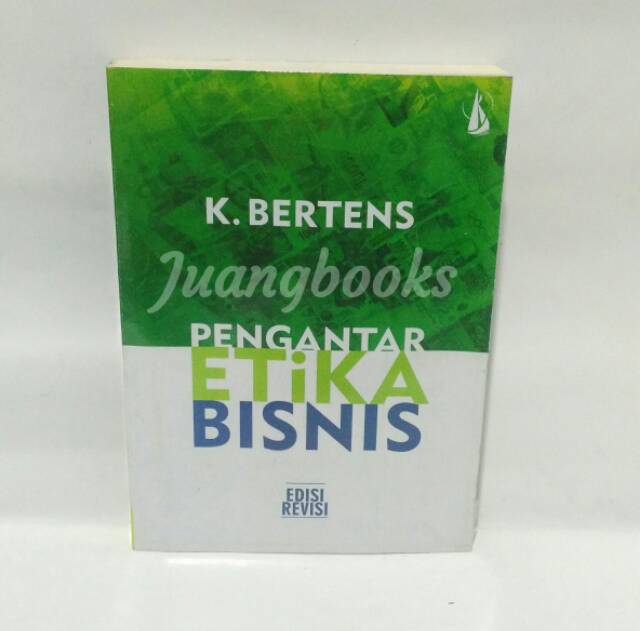 K. BERTENS
Juangbooks
PENGANTAR
ETiKA
BISNIS
EDISI
REVISI